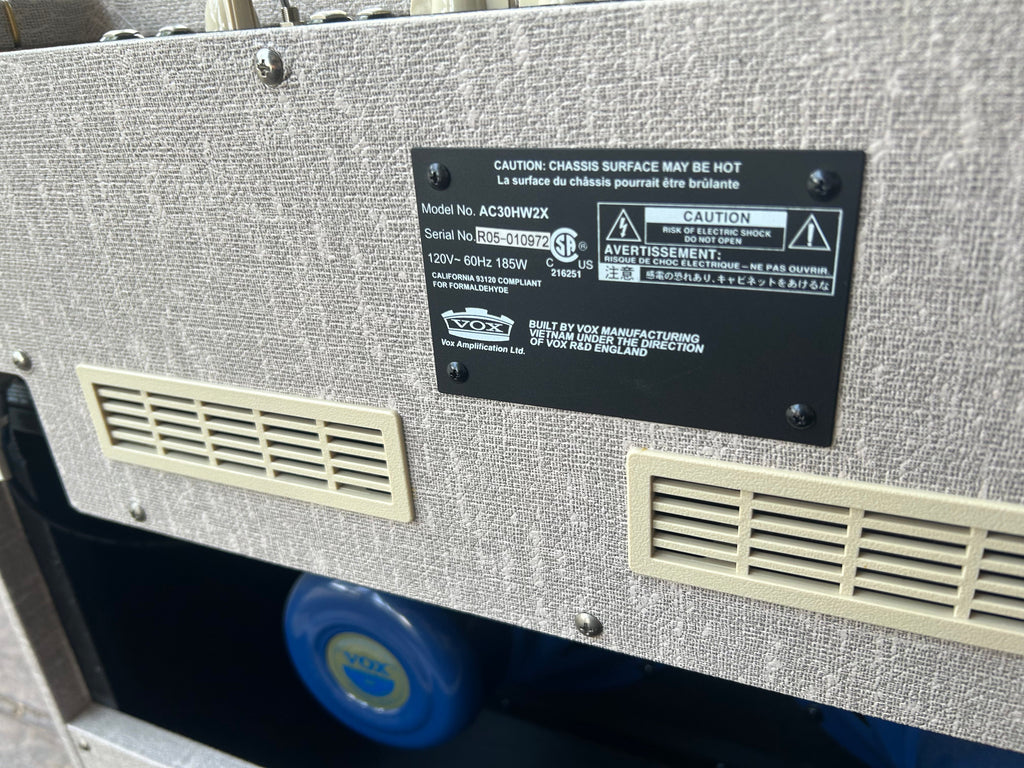 CAUTION: CHASSIS SURFACE MAY BE HOT
La surface du châssis pourrait être brûlante
Model No. AC30HW2X
Serial No. R05-010972
120V~ 60Hz 185W
C US
216251
CALIFORNIA 93120 COMPLIANT
FOR FORMALDEHYDE
CAUTION
RISK OF ELECTRIC SHOCK
DO NOT OPEN
AVERTISSEMENT:
RISQUE DE CHOC ÉLECTRIQUE – NE PAS OUVRIR.
注意 感電の恐れあり、キャビネットをあけるな
VOX
Vox Amplification Ltd.
BUILT BY VOX MANUFACTURING
VIETNAM UNDER THE DIRECTION
OF VOX R&D ENGLAND
VOX